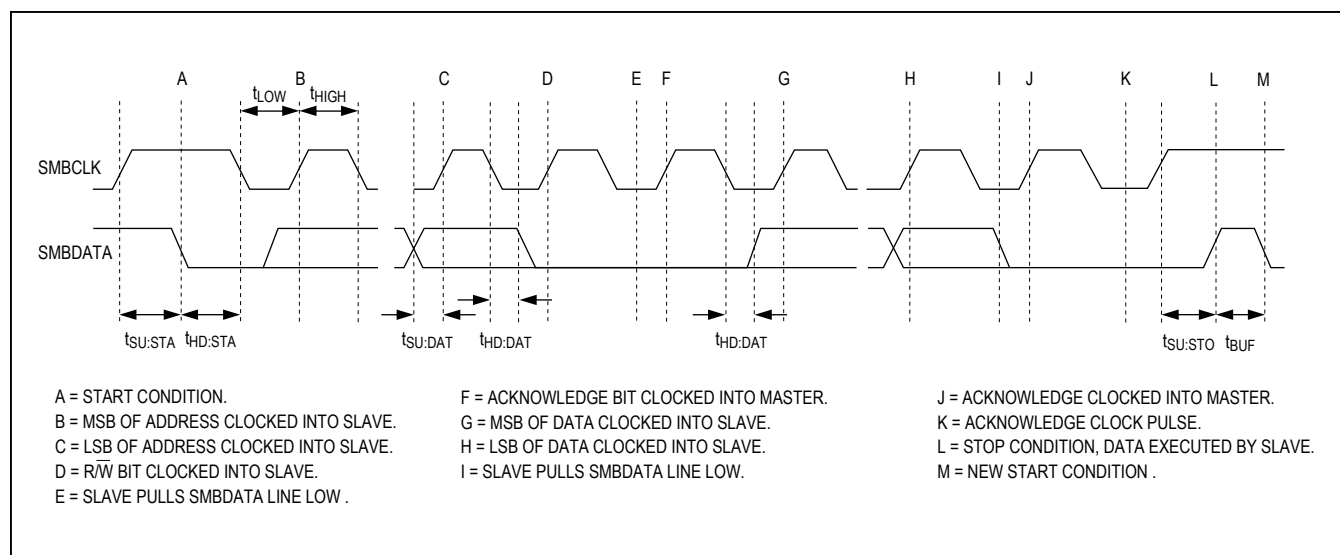 A B C D E F G H I J K L M
tLOW tHIGH
SMBCLK
SMBDATA
tSU:STA tHD:STA tSU:DAT tHD:DAT tHD:DAT tSU:STO tBUF
A = START CONDITION.
B = MSB OF ADDRESS CLOCKED INTO SLAVE.
C = LSB OF ADDRESS CLOCKED INTO SLAVE.
D = R/W̅ BIT CLOCKED INTO SLAVE.
E = SLAVE PULLS SMBDATA LINE LOW .
F = ACKNOWLEDGE BIT CLOCKED INTO MASTER.
G = MSB OF DATA CLOCKED INTO SLAVE.
H = LSB OF DATA CLOCKED INTO SLAVE.
I = SLAVE PULLS SMBDATA LINE LOW.
J = ACKNOWLEDGE CLOCKED INTO MASTER.
K = ACKNOWLEDGE CLOCK PULSE.
L = STOP CONDITION, DATA EXECUTED BY SLAVE.
M = NEW START CONDITION .